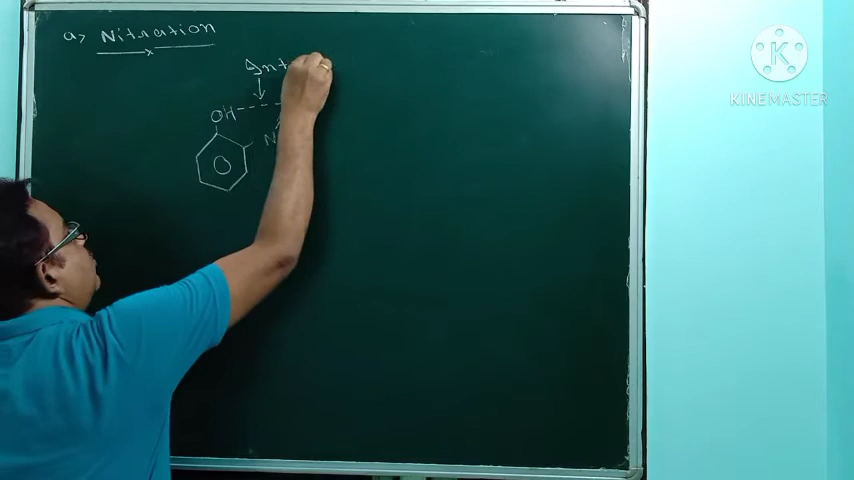 a> Nitration
Int
OH
N
K
KINEMASTER